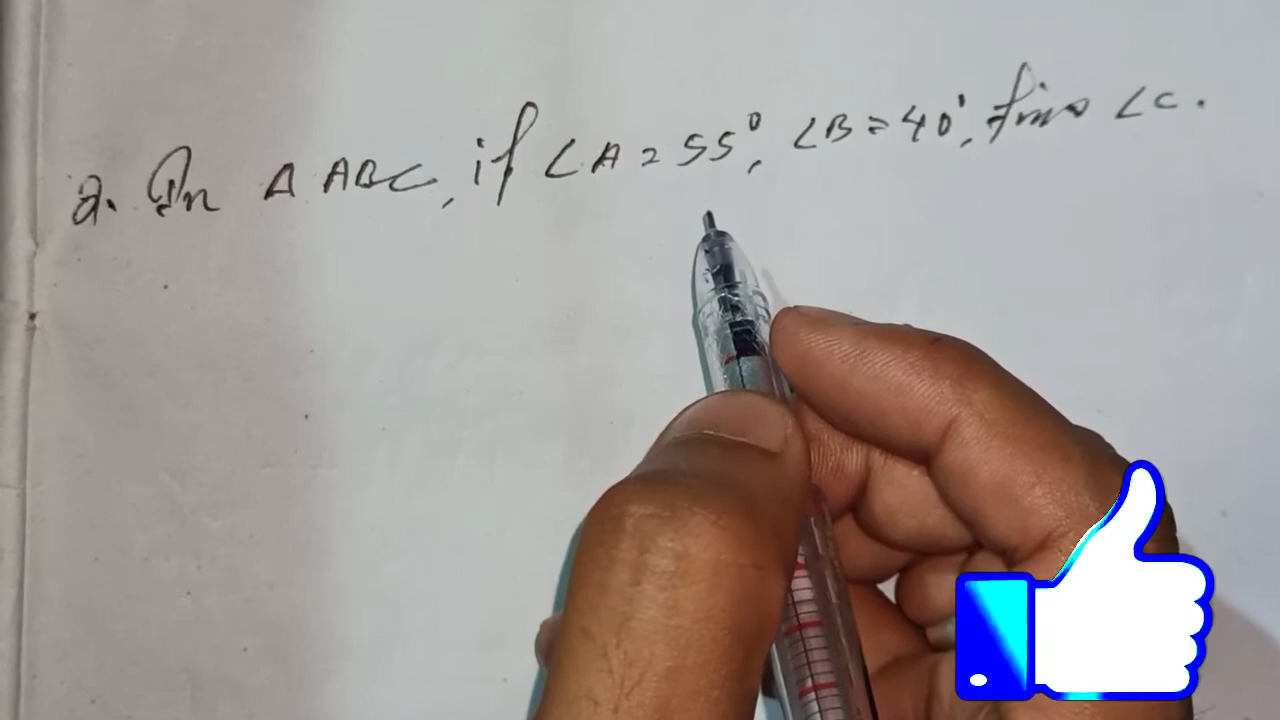 2. In Δ ABC, if ∠A = 55°, ∠B = 40°, find ∠C.